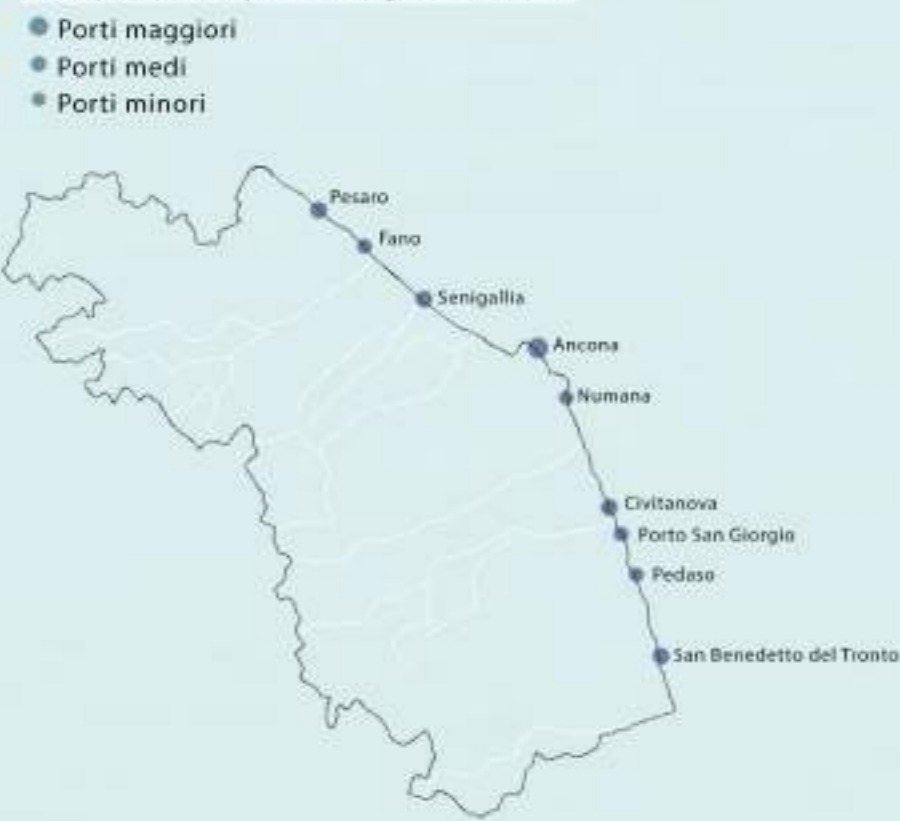 Porti maggiori
Porti medi
Porti minori
Pesaro
Fano
Senigallia
Ancona
Numana
Civitanova
Porto San Giorgio
Pedaso
San Benedetto del Tronto